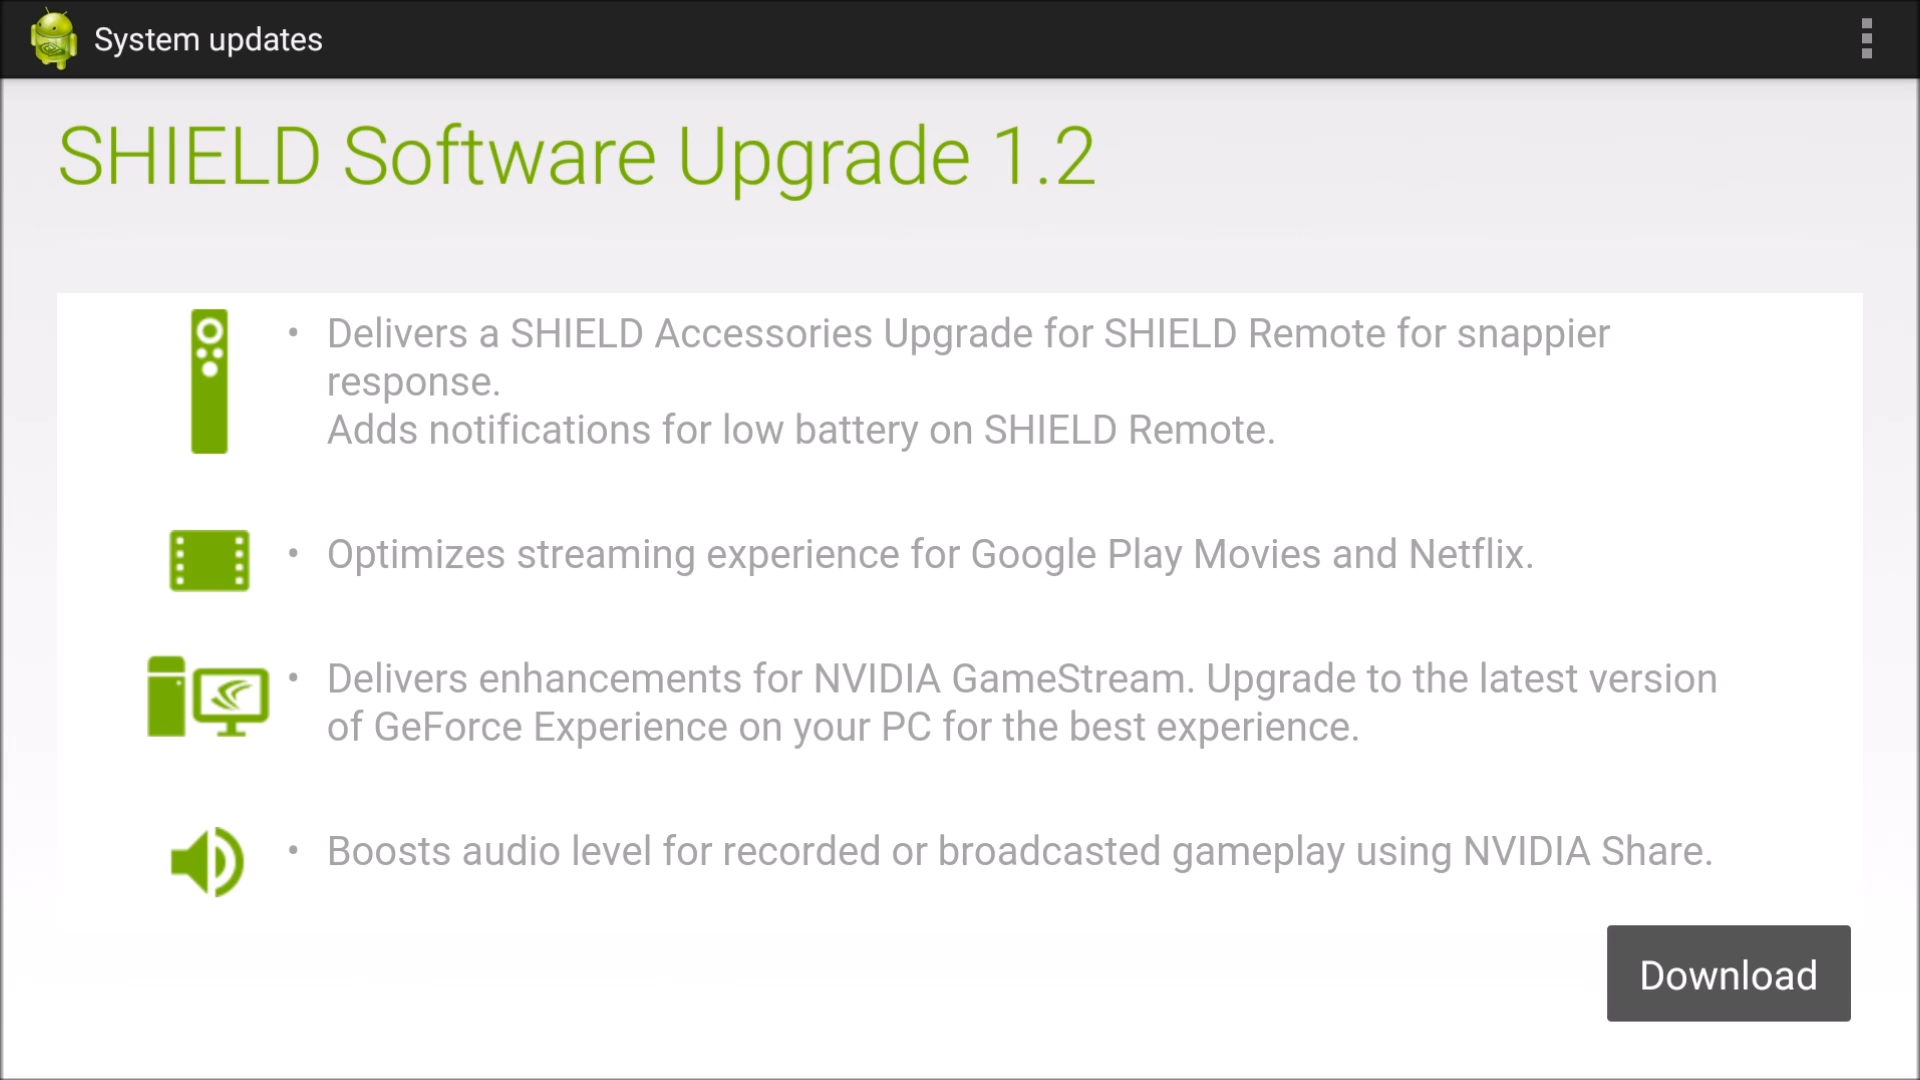 System updates
SHIELD Software Upgrade 1.2
• Delivers a SHIELD Accessories Upgrade for SHIELD Remote for snappier
response.
Adds notifications for low battery on SHIELD Remote.
• Optimizes streaming experience for Google Play Movies and Netflix.
• Delivers enhancements for NVIDIA GameStream. Upgrade to the latest version
of GeForce Experience on your PC for the best experience.
• Boosts audio level for recorded or broadcasted gameplay using NVIDIA Share.
Download